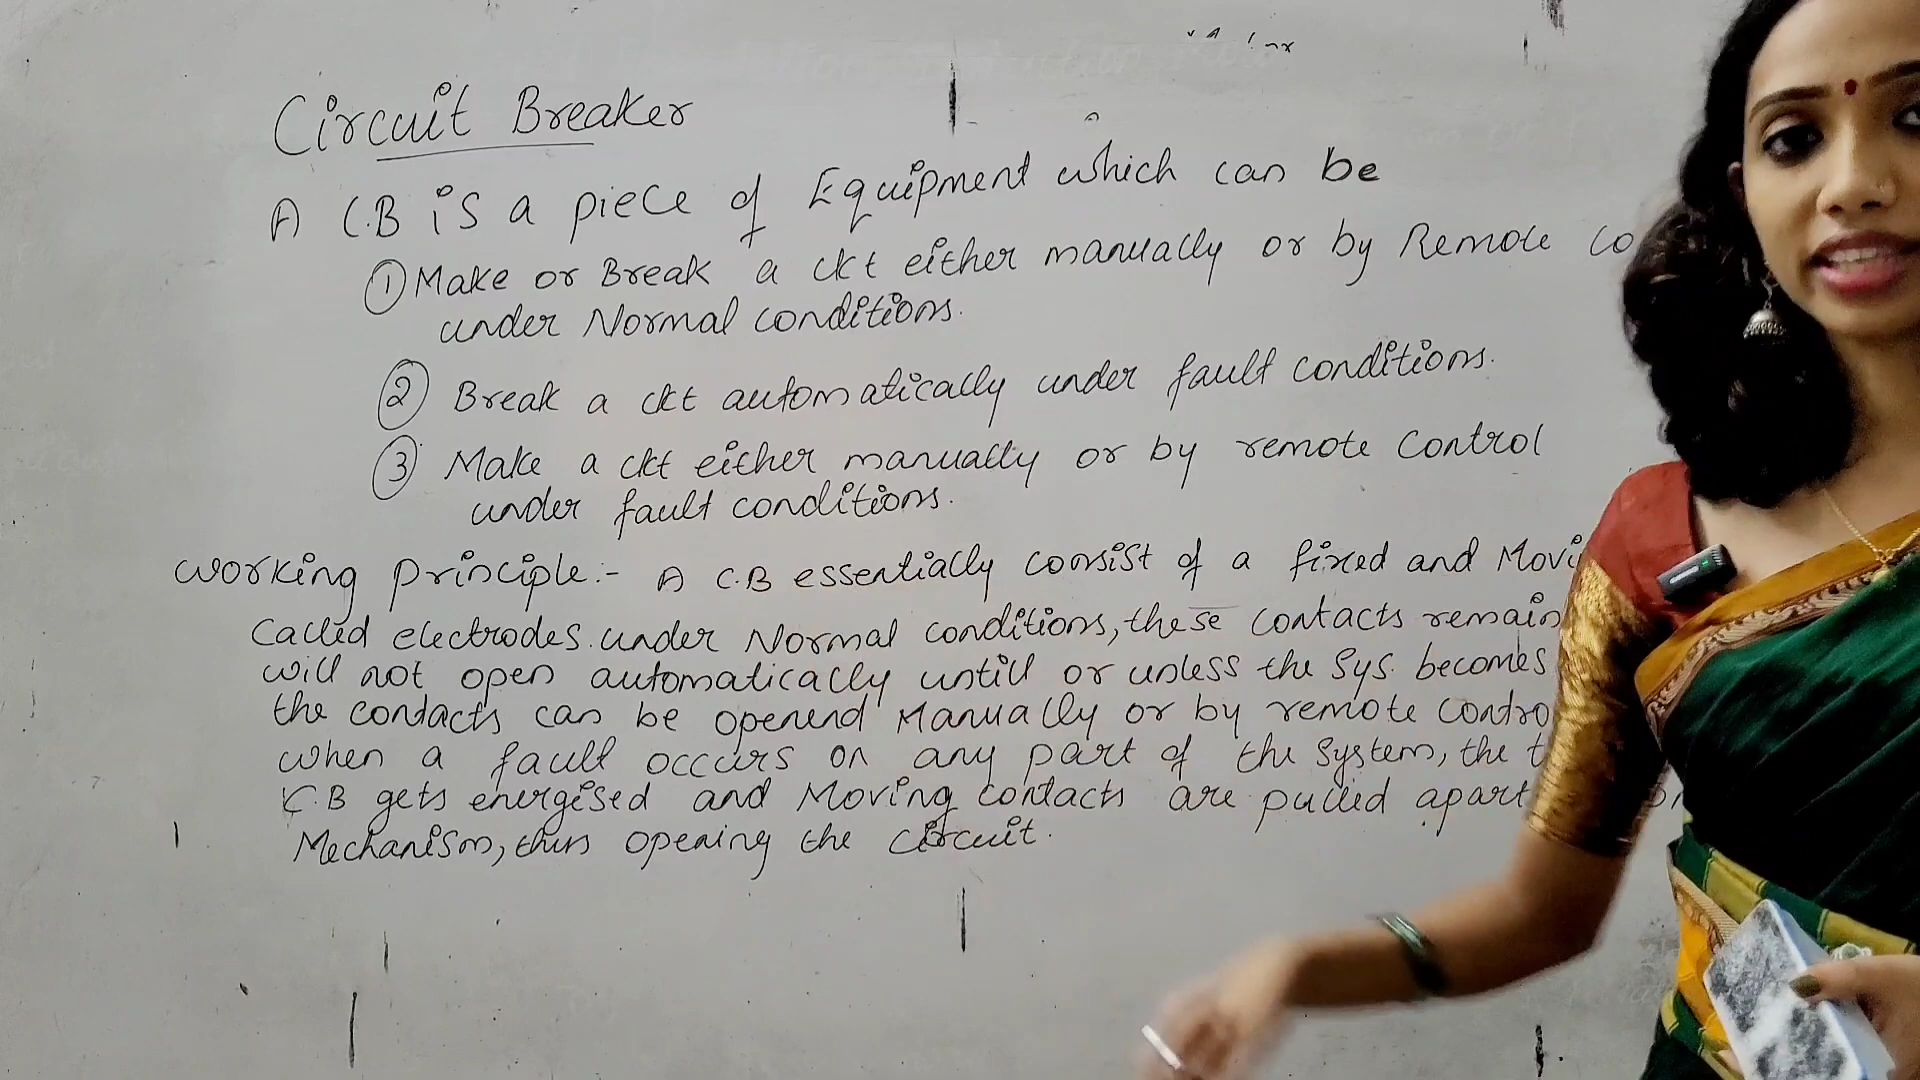 Circuit Breaker
A C.B is a piece of Equipment which can be
① Make or Break a ckt either manually or by Remote co
under Normal conditions.
② Break a ckt automatically under fault conditions.
③ Make a ckt either manually or by remote control
under fault conditions.
working principle:- A C.B essentially consist of a fixed and Movi
called electrodes. under Normal conditions, these contacts remain
will not open automatically untill or unless the sys. becomes
the contacts can be openend Manually or by remote contro
when a fault occurs on any part of the system, the t
C.B gets energised and Moving contacts are pulled apart
Mechanism, thus opening the circuit.